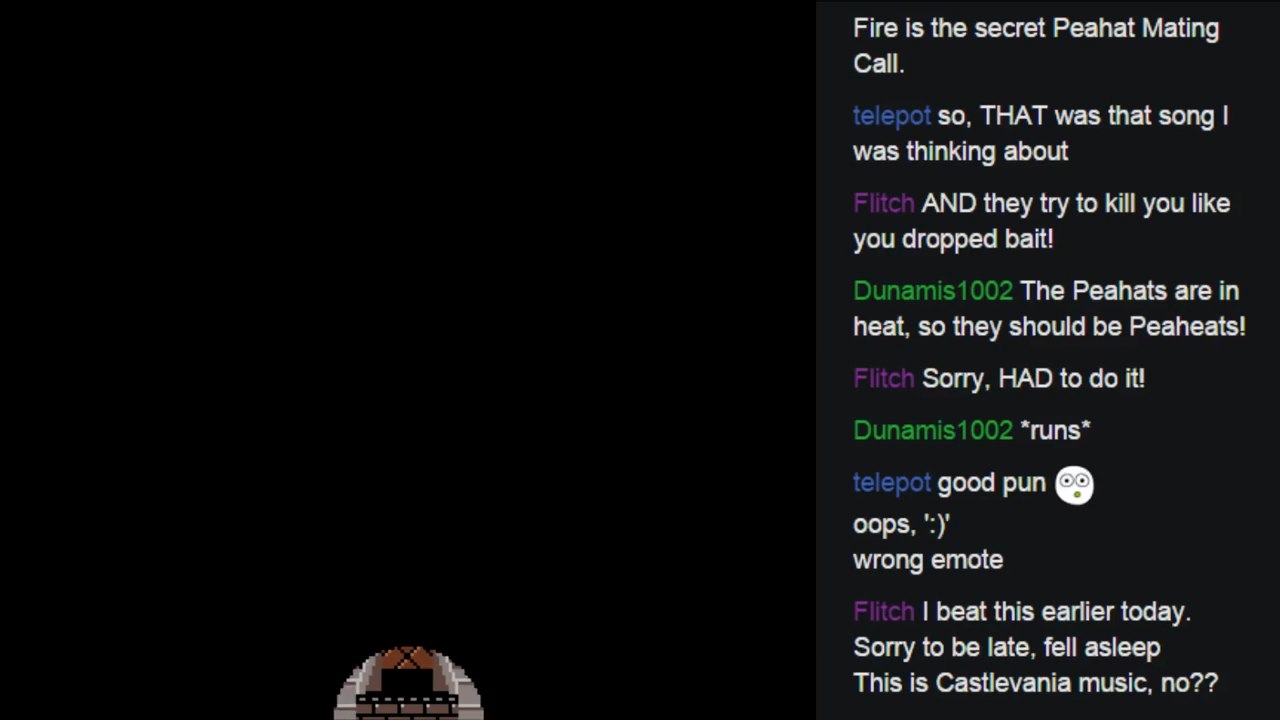 Fire is the secret Peahat Mating
Call.
telepot so, THAT was that song I
was thinking about
Flitch AND they try to kill you like
you dropped bait!
Dunamis1002 The Peahats are in
heat, so they should be Peaheats!
Flitch Sorry, HAD to do it!
Dunamis1002 *runs*
telepot good pun
oops, ':)'
wrong emote
Flitch I beat this earlier today.
Sorry to be late, fell asleep
This is Castlevania music, no??